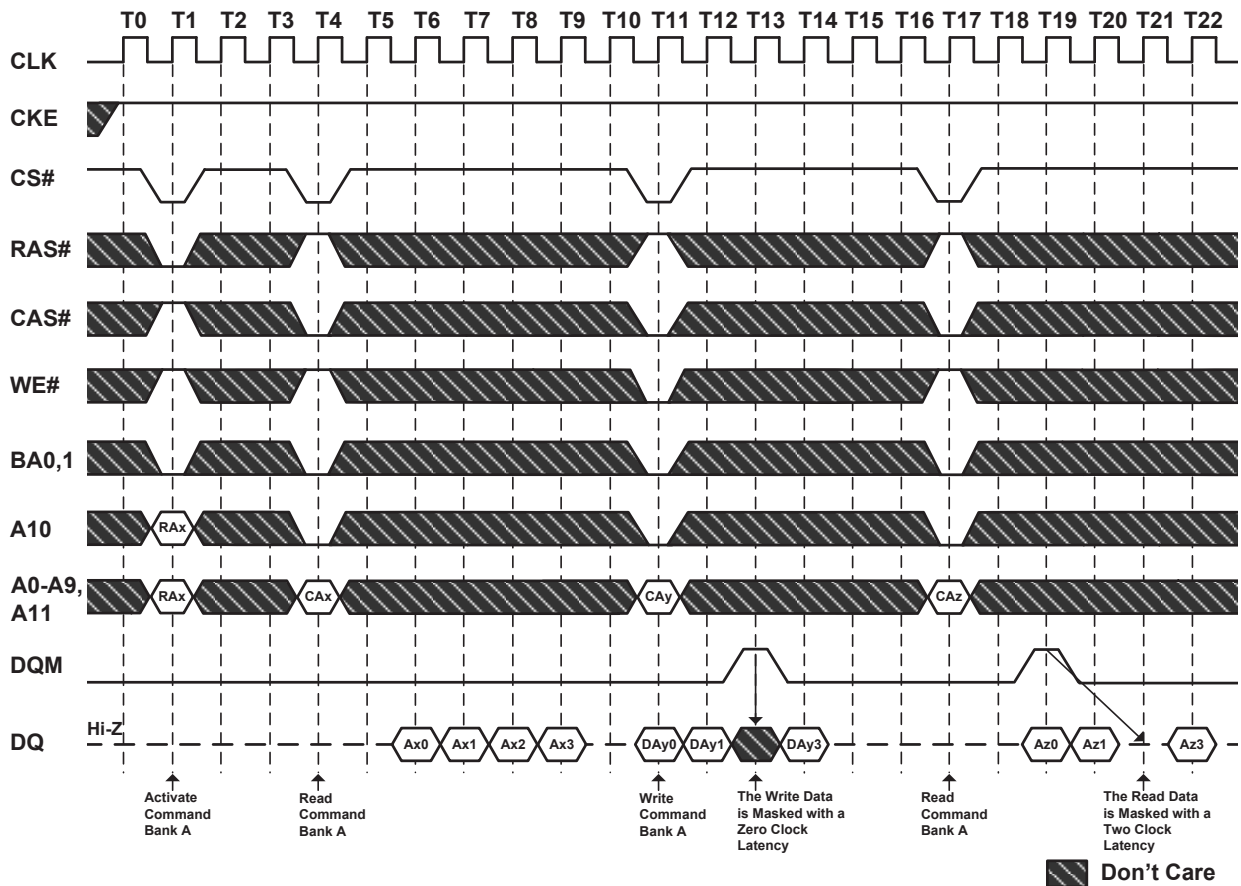 T0 T1 T2 T3 T4 T5 T6 T7 T8 T9 T10 T11 T12 T13 T14 T15 T16 T17 T18 T19 T20 T21 T22
CLK
CKE
CS#
RAS#
CAS#
WE#
BA0,1
A10
RAx
A0-A9,
A11
RAx CAx CAy CAz
DQM
Hi-Z
DQ
Ax0 Ax1 Ax2 Ax3 DAy0 DAy1 DAy3 Az0 Az1 Az3
Activate
Command
Bank A
Read
Command
Bank A
Write
Command
Bank A
The Write Data
is Masked with a
Zero Clock
Latency
Read
Command
Bank A
The Read Data
is Masked with a
Two Clock
Latency
Don't Care